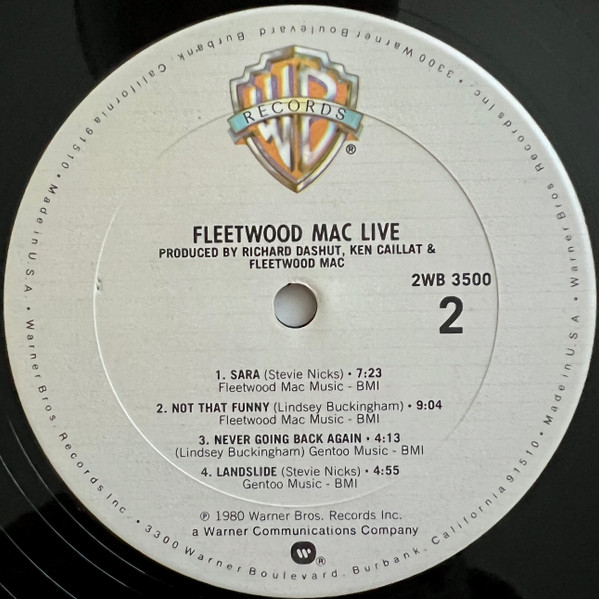 WB
RECORDS
®
FLEETWOOD MAC LIVE
PRODUCED BY RICHARD DASHUT, KEN CAILLAT &
FLEETWOOD MAC
2WB 3500
2
1. SARA (Stevie Nicks) • 7:23
Fleetwood Mac Music - BMI
2. NOT THAT FUNNY (Lindsey Buckingham) • 9:04
Fleetwood Mac Music - BMI
3. NEVER GOING BACK AGAIN • 4:13
(Lindsey Buckingham) Gentoo Music - BMI
4. LANDSLIDE (Stevie Nicks) • 4:55
Gentoo Music - BMI
℗ 1980 Warner Bros. Records Inc.
a Warner Communications Company
®
Warner Bros. Records Inc. • 3300 Warner Boulevard, Burbank, California 91510 • Made in U.S.A. •
Warner Bros. Records Inc. • 3300 Warner Boulevard, Burbank, California 91510 • Made in U.S.A. •